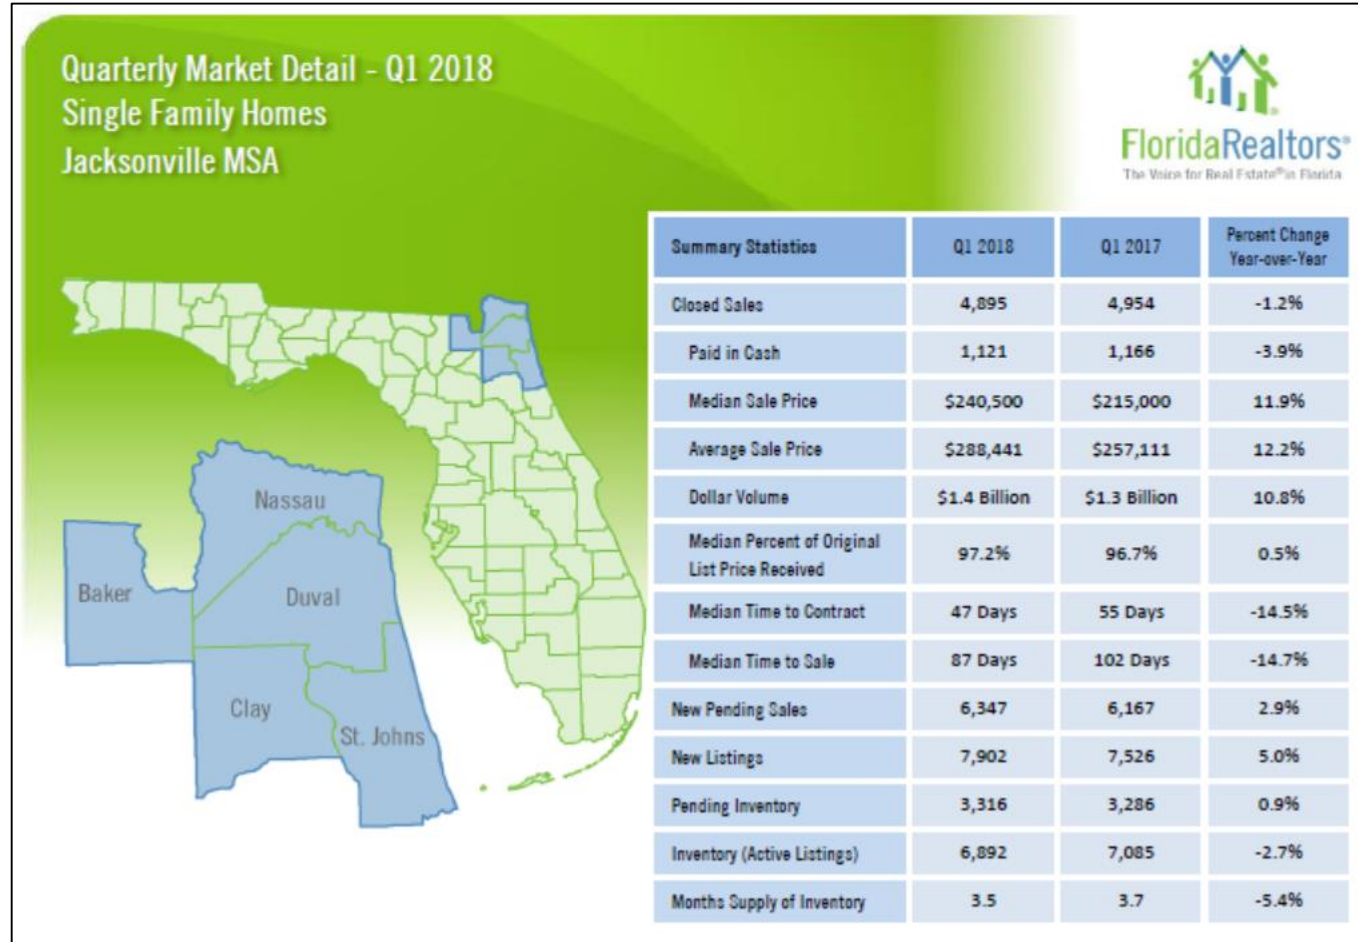 Quarterly Market Detail - Q1 2018
Single Family Homes
Jacksonville MSA
FloridaRealtors®
The Voice for Real Estate® in Florida
Summary Statistics Q1 2018 Q1 2017 Percent Change
Year-over-Year
Closed Sales 4,895 4,954 -1.2%
Paid in Cash 1,121 1,166 -3.9%
Median Sale Price $240,500 $215,000 11.9%
Average Sale Price $288,441 $257,111 12.2%
Dollar Volume $1.4 Billion $1.3 Billion 10.8%
Median Percent of Original
List Price Received 97.2% 96.7% 0.5%
Median Time to Contract 47 Days 55 Days -14.5%
Median Time to Sale 87 Days 102 Days -14.7%
New Pending Sales 6,347 6,167 2.9%
New Listings 7,902 7,526 5.0%
Pending Inventory 3,316 3,286 0.9%
Inventory (Active Listings) 6,892 7,085 -2.7%
Months Supply of Inventory 3.5 3.7 -5.4%
Nassau
Baker
Duval
Clay
St. Johns